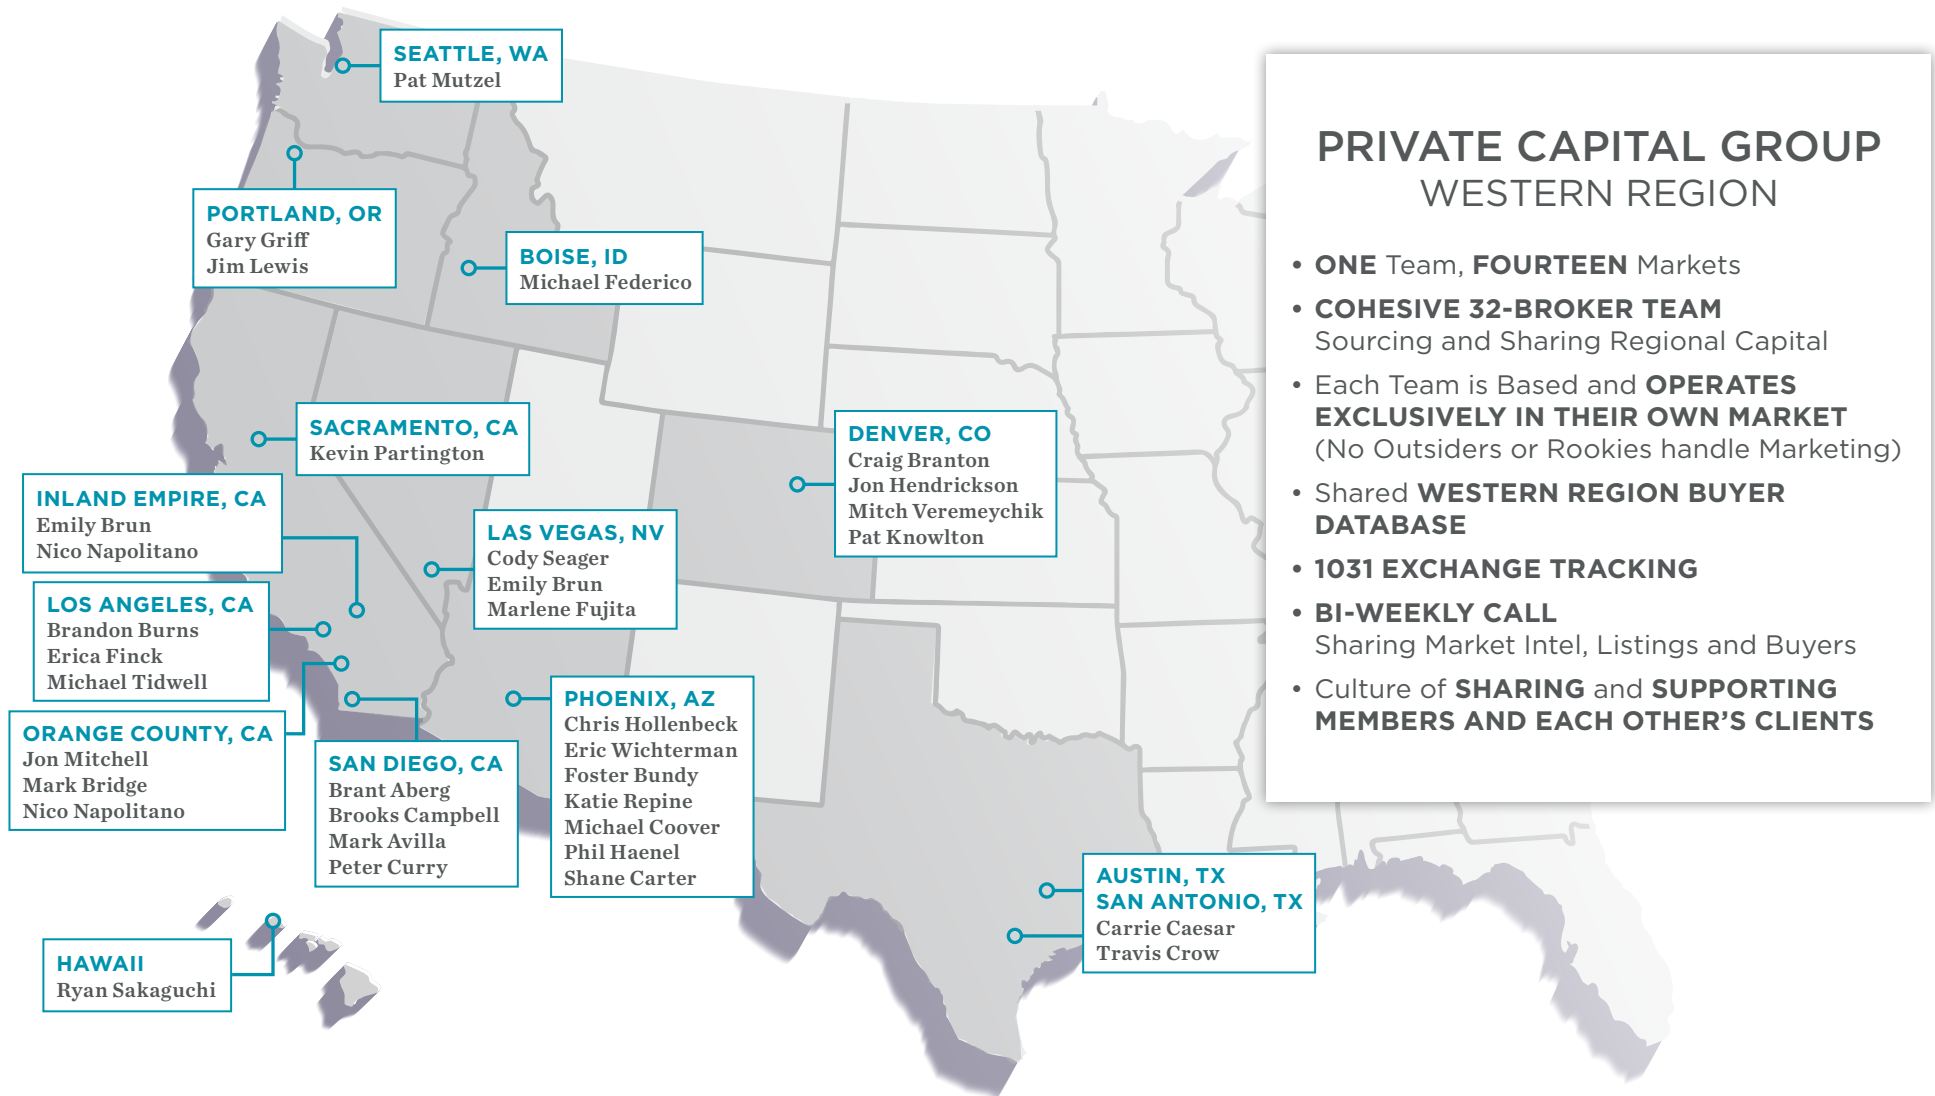 SEATTLE, WA
Pat Mutzel
PORTLAND, OR
Gary Griff
Jim Lewis
BOISE, ID
Michael Federico
SACRAMENTO, CA
Kevin Partington
INLAND EMPIRE, CA
Emily Brun
Nico Napolitano
LAS VEGAS, NV
Cody Seager
Emily Brun
Marlene Fujita
DENVER, CO
Craig Branton
Jon Hendrickson
Mitch Veremeychik
Pat Knowlton
LOS ANGELES, CA
Brandon Burns
Erica Finck
Michael Tidwell
ORANGE COUNTY, CA
Jon Mitchell
Mark Bridge
Nico Napolitano
SAN DIEGO, CA
Brant Aberg
Brooks Campbell
Mark Avilla
Peter Curry
PHOENIX, AZ
Chris Hollenbeck
Eric Wichterman
Foster Bundy
Katie Repine
Michael Coover
Phil Haenel
Shane Carter
AUSTIN, TX
SAN ANTONIO, TX
Carrie Caesar
Travis Crow
HAWAII
Ryan Sakaguchi
PRIVATE CAPITAL GROUP
WESTERN REGION
• ONE Team, FOURTEEN Markets
• COHESIVE 32-BROKER TEAM
Sourcing and Sharing Regional Capital
• Each Team is Based and OPERATES
EXCLUSIVELY IN THEIR OWN MARKET
(No Outsiders or Rookies handle Marketing)
• Shared WESTERN REGION BUYER
DATABASE
• 1031 EXCHANGE TRACKING
• BI-WEEKLY CALL
Sharing Market Intel, Listings and Buyers
• Culture of SHARING and SUPPORTING
MEMBERS AND EACH OTHER'S CLIENTS